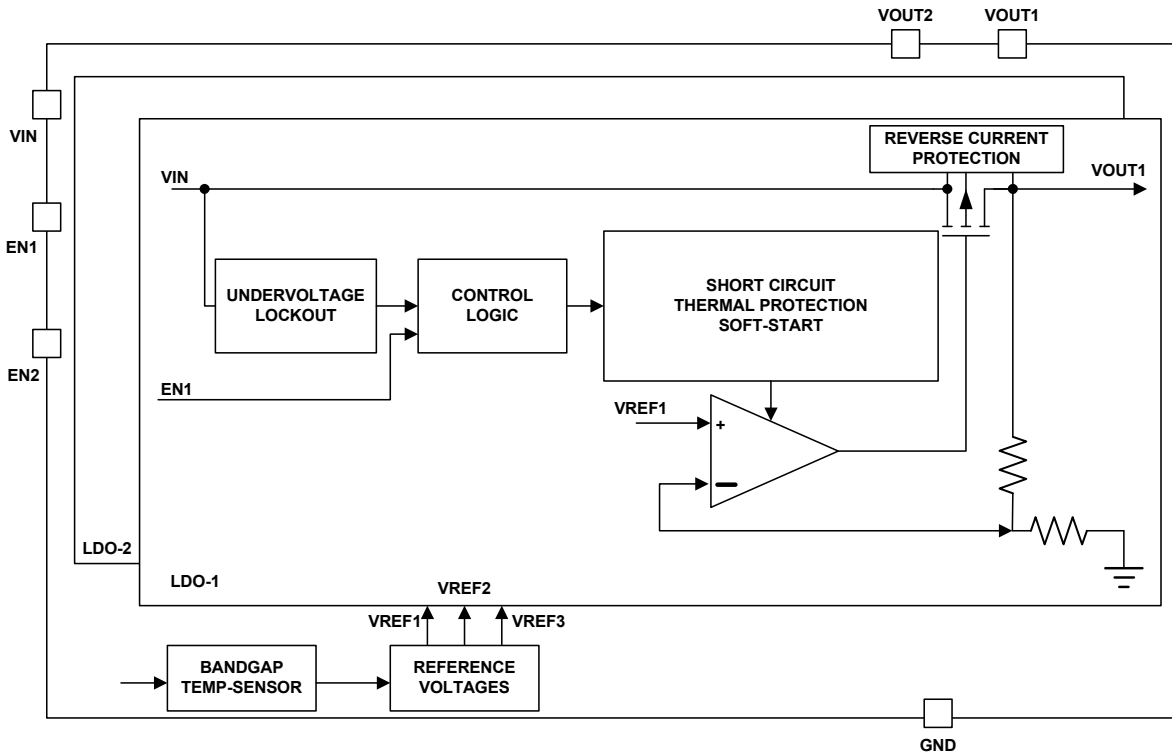 VOUT2
VOUT1
VIN
EN1
EN2
REVERSE CURRENT
PROTECTION
VIN
VOUT1
UNDERVOLTAGE
LOCKOUT
CONTROL
LOGIC
SHORT CIRCUIT
THERMAL PROTECTION
SOFT-START
EN1
VREF1
+
−
LDO-2
LDO-1
VREF2
VREF1
VREF3
BANDGAP
TEMP-SENSOR
REFERENCE
VOLTAGES
GND